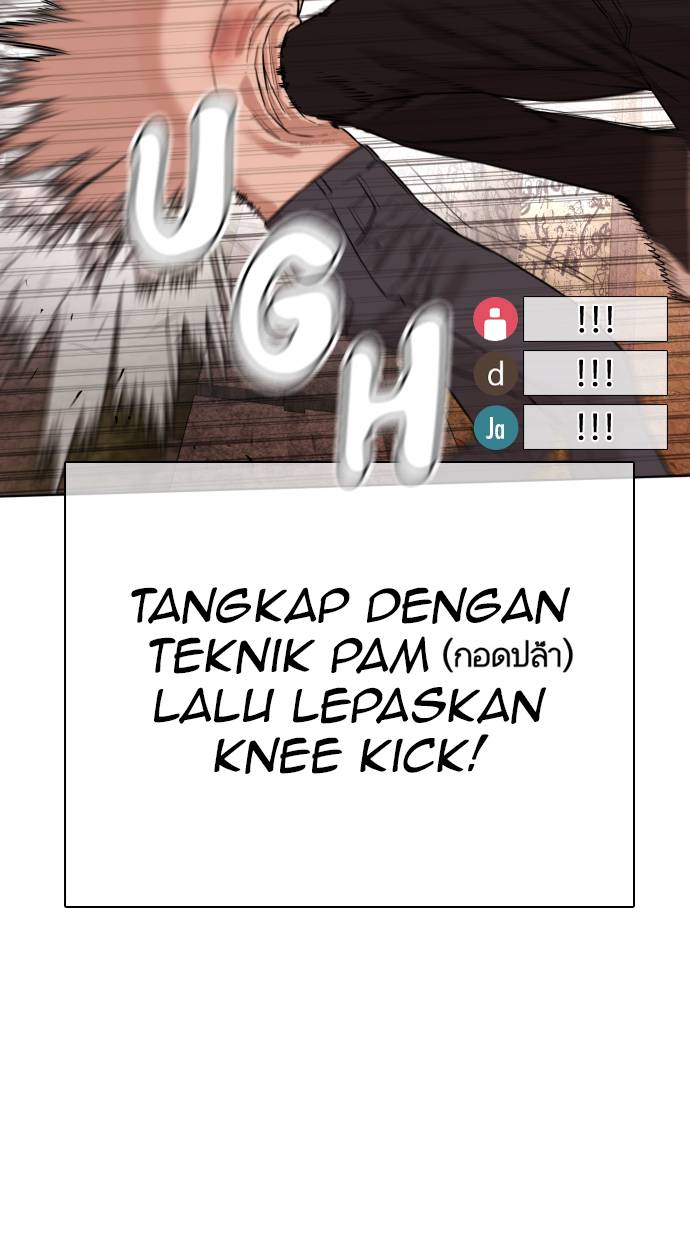 UGH
!!!
d !!!
Ja !!!
TANGKAP DENGAN
TEKNIK PAM (กอดปล้ำ)
LALU LEPASKAN
KNEE KICK!